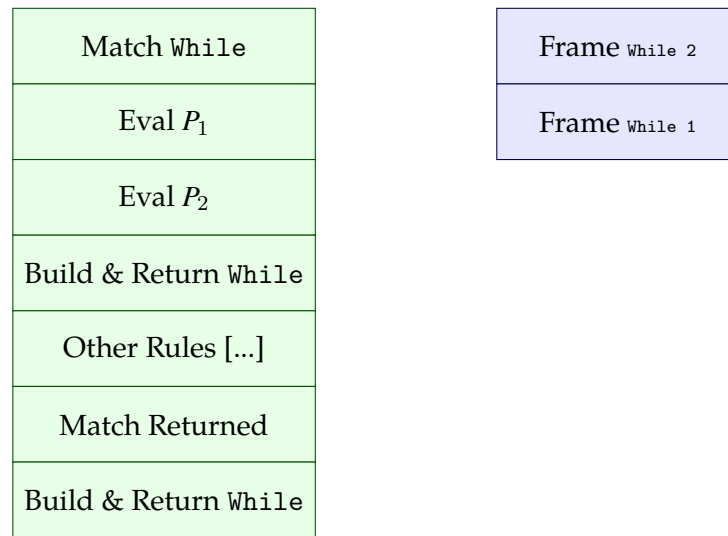 Match While
Eval P₁
Eval P₂
Build & Return While
Other Rules [...]
Match Returned
Build & Return While
Frame While 2
Frame While 1